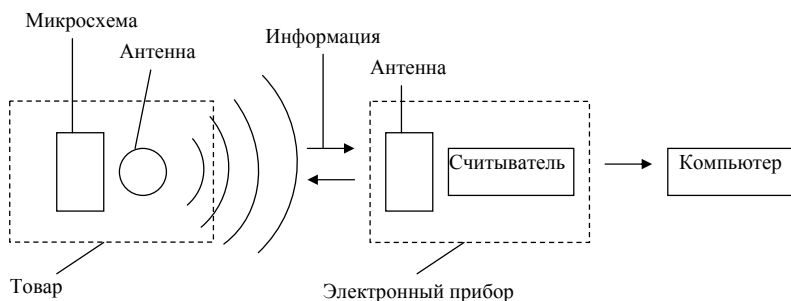 Микросхема
Антенна
Информация
Антенна
Считыватель
Компьютер
Товар
Электронный прибор